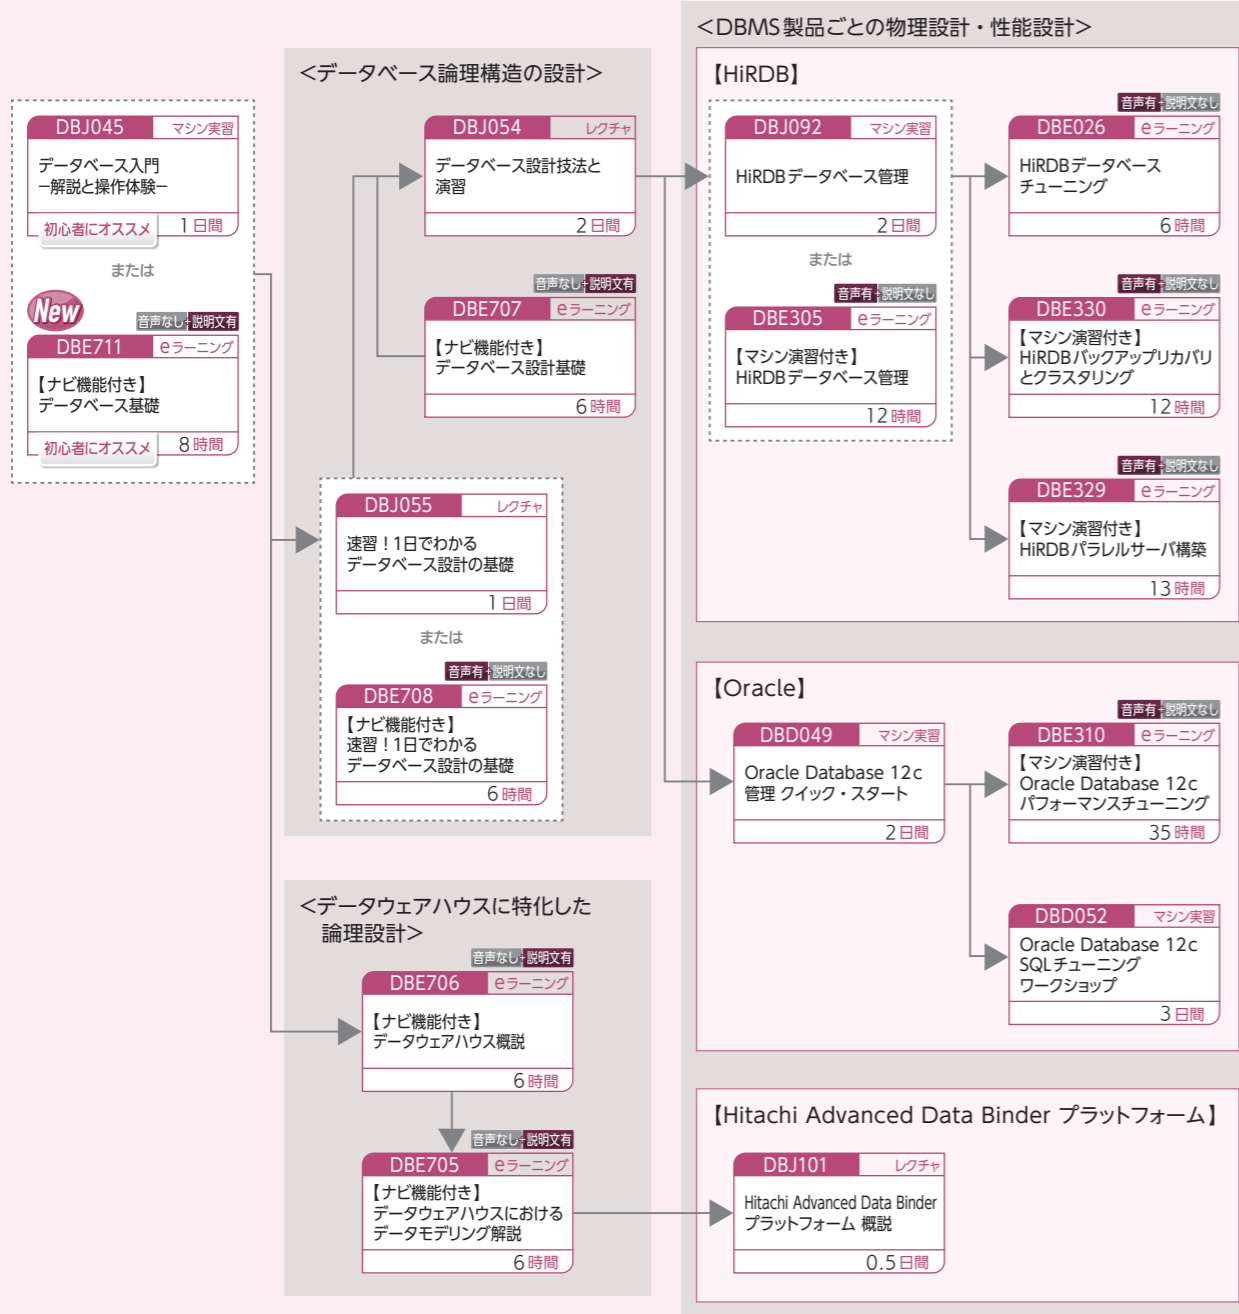 <DBMS製品ごとの物理設計・性能設計>
<データベース論理構造の設計>
【HiRDB】
DBJ045 マシン実習
データベース入門
−解説と操作体験−
初心者にオススメ 1日間
または
New
音声なし+説明文有
DBE711 eラーニング
【ナビ機能付き】
データベース基礎
初心者にオススメ 8時間
DBJ054 レクチャ
データベース設計技法と
演習
2日間
音声なし+説明文有
DBE707 eラーニング
【ナビ機能付き】
データベース設計基礎
6時間
DBJ055 レクチャ
速習！1日でわかる
データベース設計の基礎
1日間
または
音声有+説明文なし
DBE708 eラーニング
【ナビ機能付き】
速習！1日でわかる
データベース設計の基礎
6時間
DBJ092 マシン実習
HiRDBデータベース管理
2日間
または
音声有+説明文なし
DBE305 eラーニング
【マシン演習付き】
HiRDBデータベース管理
12時間
音声有+説明文なし
DBE026 eラーニング
HiRDBデータベース
チューニング
6時間
音声有+説明文なし
DBE330 eラーニング
【マシン演習付き】
HiRDBバックアップリカバリ
とクラスタリング
12時間
音声有+説明文なし
DBE329 eラーニング
【マシン演習付き】
HiRDBパラレルサーバ構築
13時間
【Oracle】
DBD049 マシン実習
Oracle Database 12c
管理 クイック・スタート
2日間
音声有+説明文なし
DBE310 eラーニング
【マシン演習付き】
Oracle Database 12c
パフォーマンスチューニング
35時間
DBD052 マシン実習
Oracle Database 12c
SQLチューニング
ワークショップ
3日間
<データウェアハウスに特化した
論理設計>
音声なし+説明文有
DBE706 eラーニング
【ナビ機能付き】
データウェアハウス概説
6時間
音声なし+説明文有
DBE705 eラーニング
【ナビ機能付き】
データウェアハウスにおける
データモデリング解説
6時間
【Hitachi Advanced Data Binder プラットフォーム】
DBJ101 レクチャ
Hitachi Advanced Data Binder
プラットフォーム 概説
0.5日間